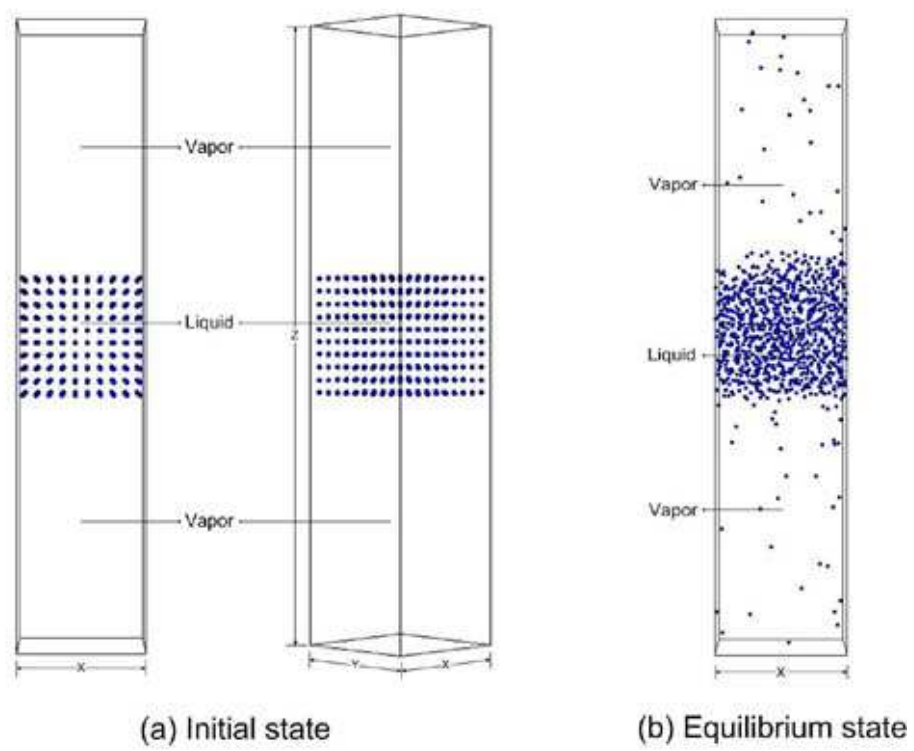 Vapor
Vapor
Liquid
Z
Liquid
Vapor
Vapor
X
Y
X
X
(a) Initial state
(b) Equilibrium state